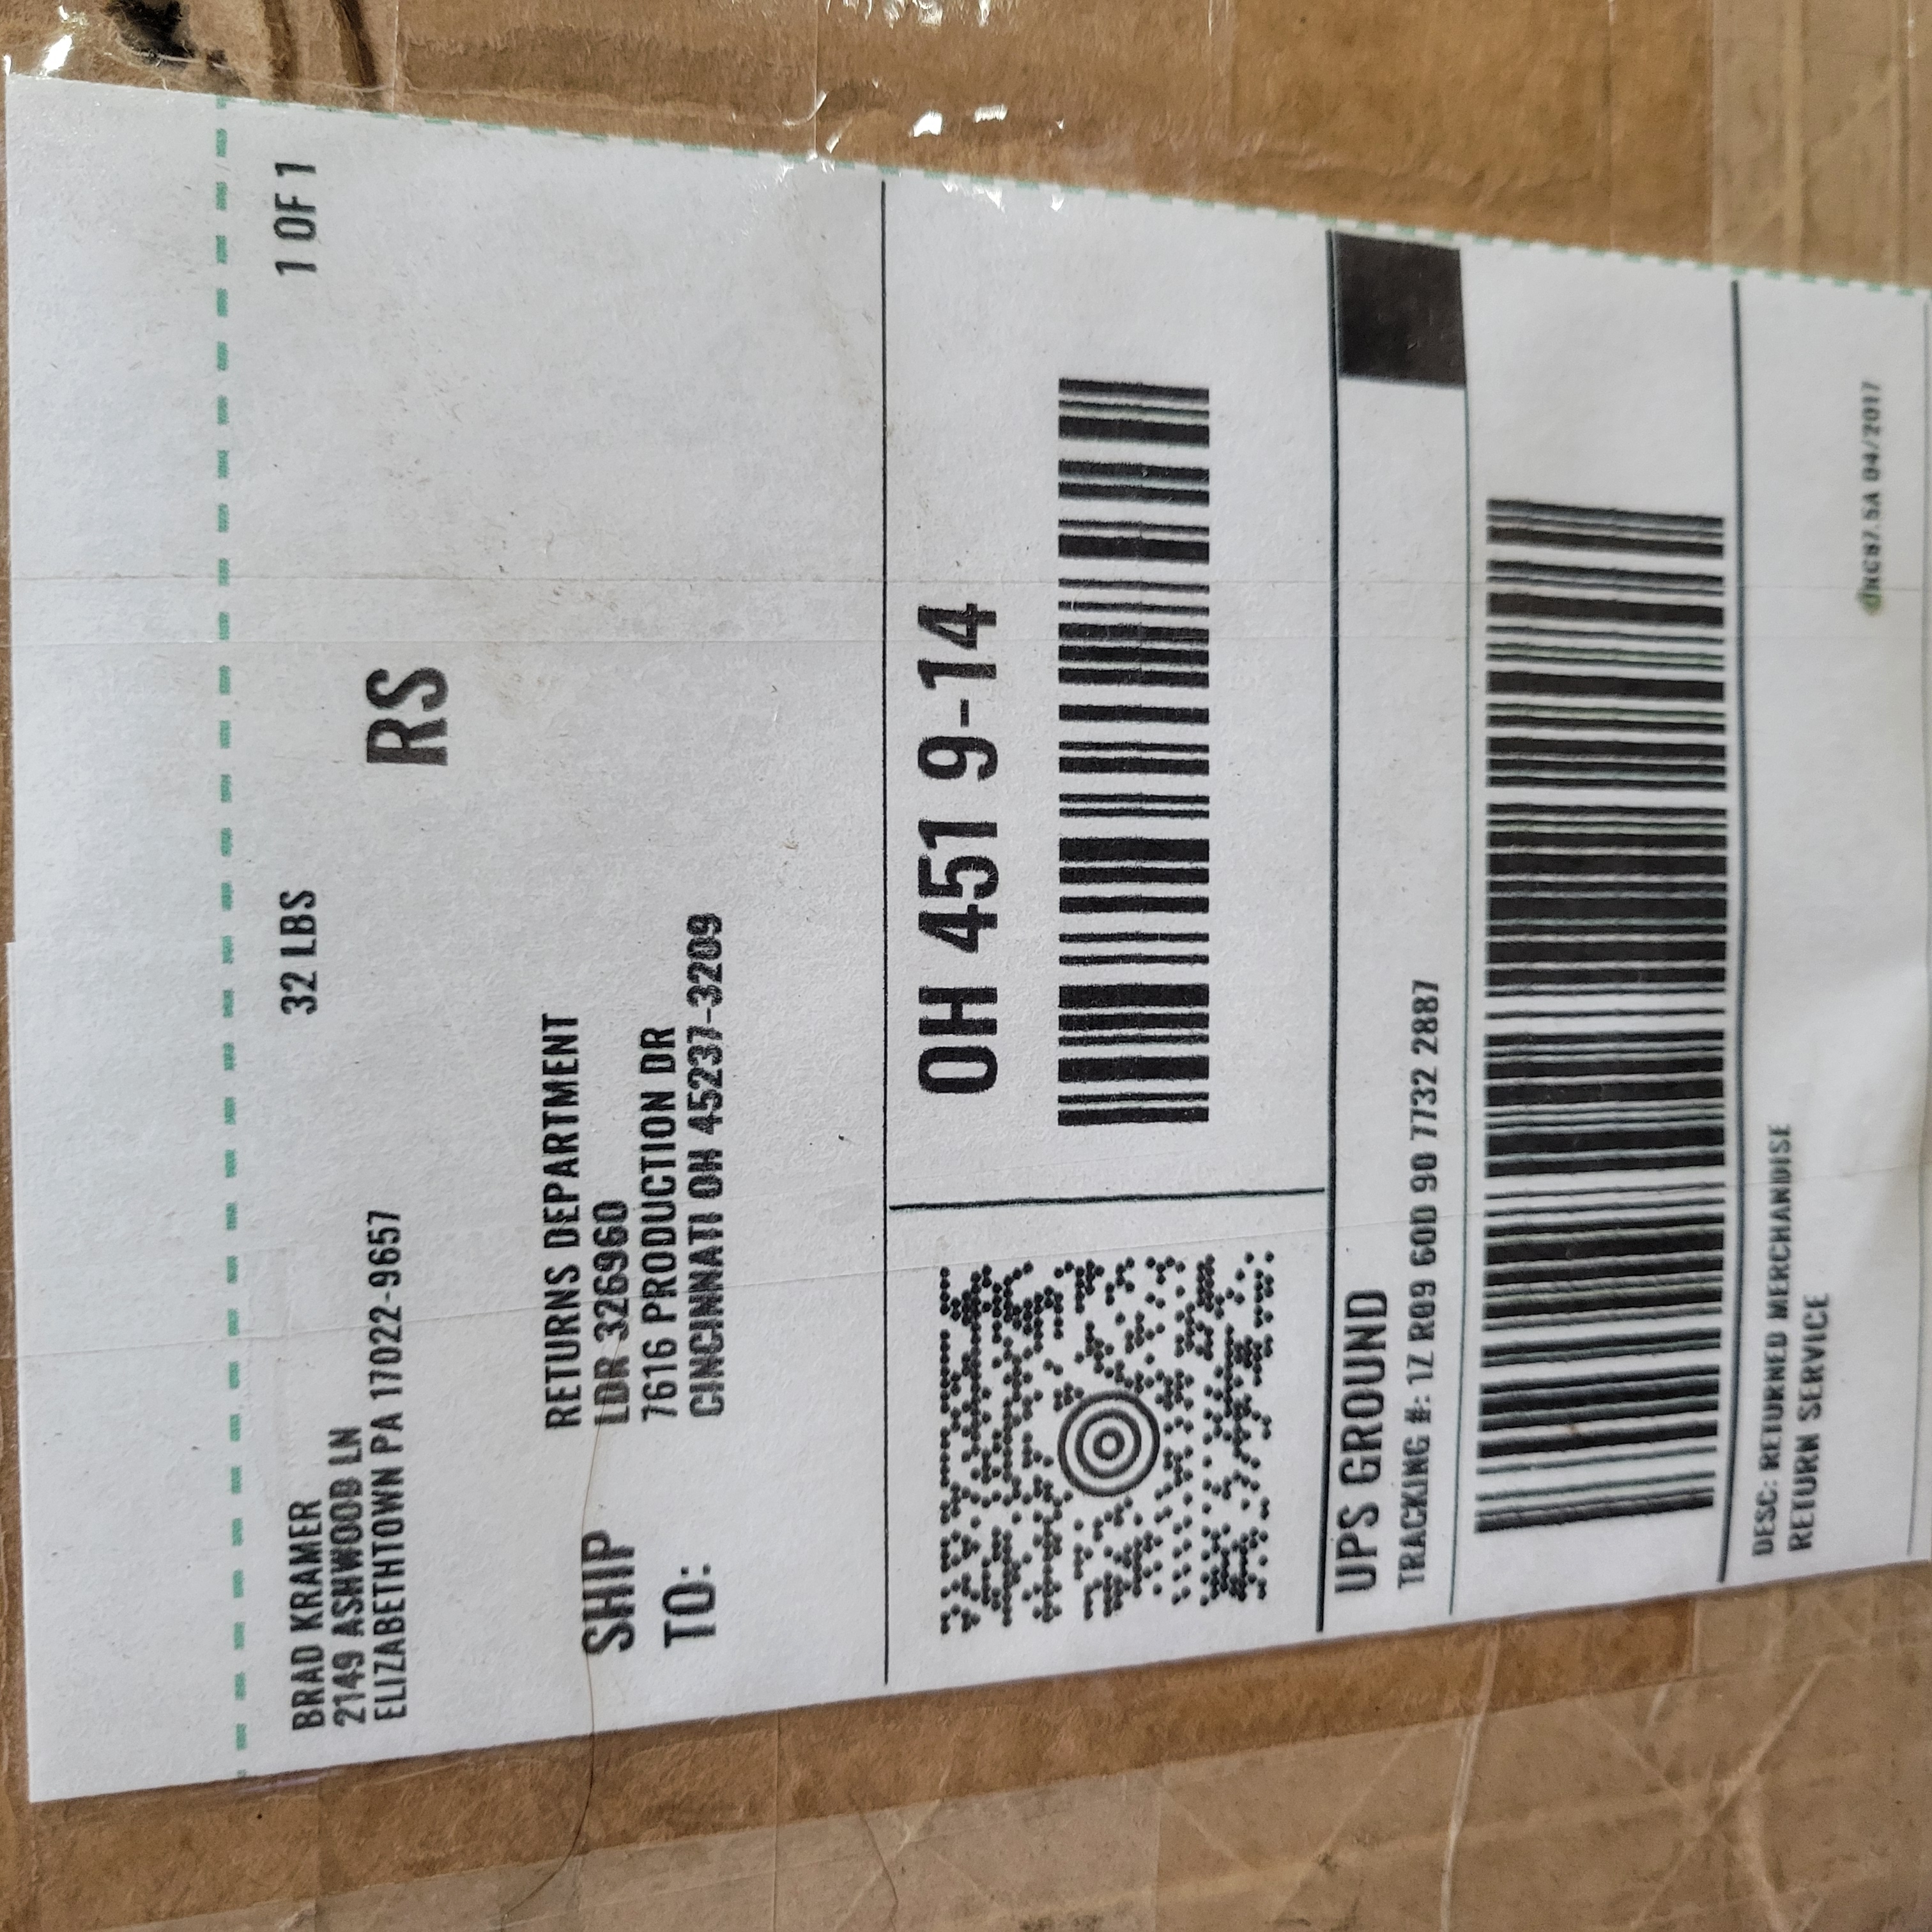 BRAD KRAMER
2149 ASHWOOD LN
ELIZABETHTOWN PA 17022-9657
32 LBS
1 OF 1
RS
SHIP
TO:
RETURNS DEPARTMENT
LDR 326960
7616 PRODUCTION DR
CINCINNATI OH 45237-3209
OH 451 9-14
UPS GROUND
TRACKING #: 1Z R09 60D 90 7732 2887
DESC: RETURNED MERCHANDISE
RETURN SERVICE
04/2017